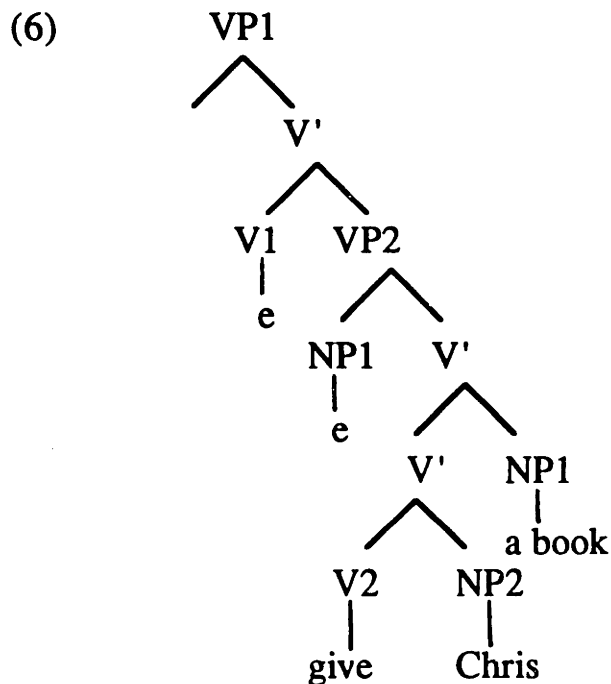 (6) VP1
V'
V1 VP2
e
NP1 V'
e
V' NP1
a book
V2 NP2
give Chris